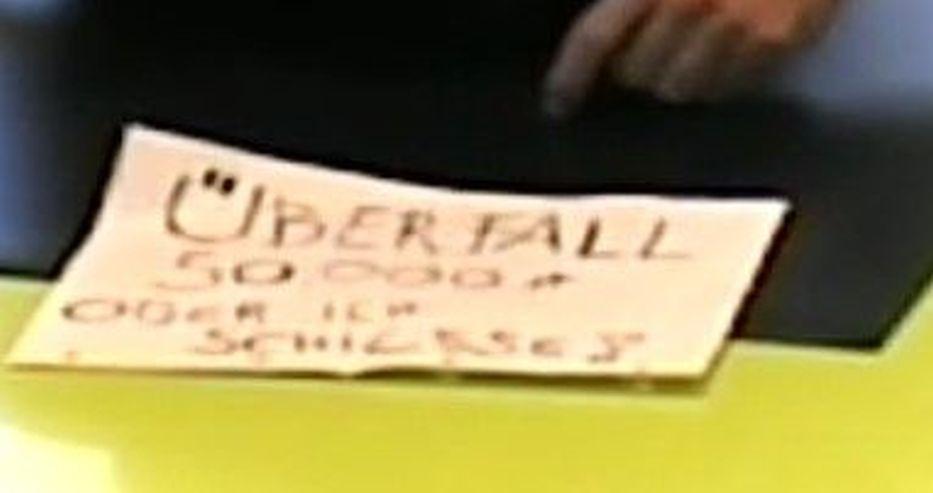 ÜBERFALL
50 000
ODER ICH
SCHIESSE!